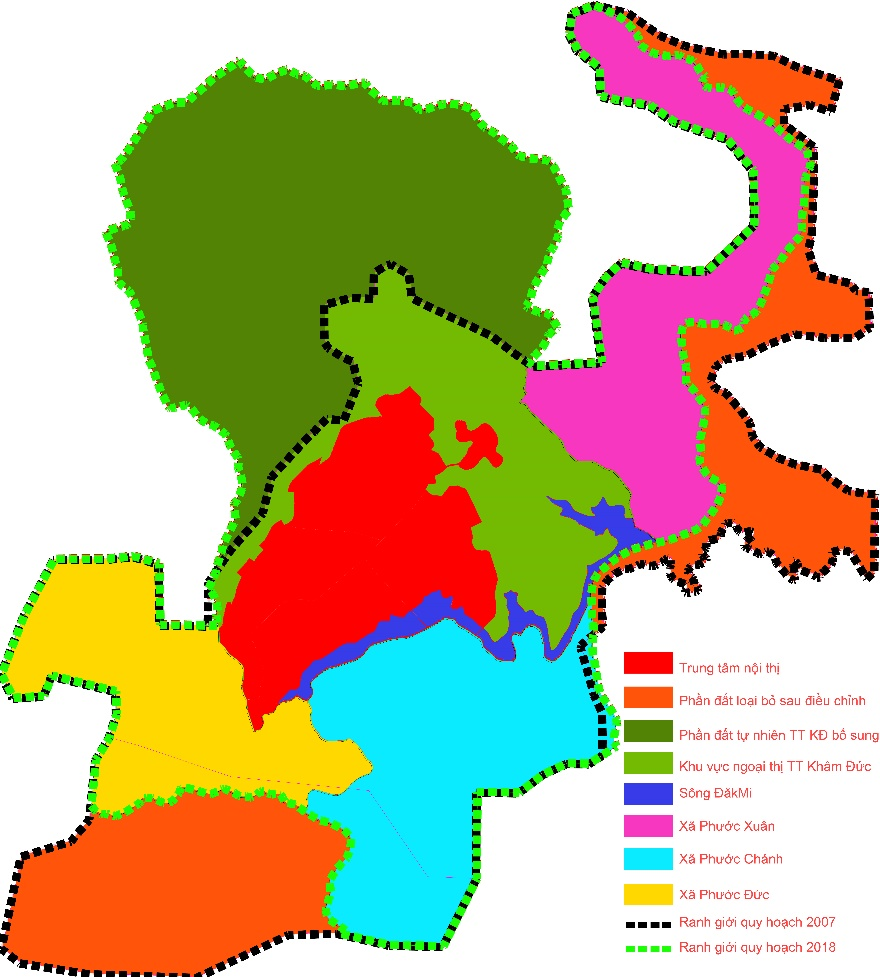 Trung tâm nội thị
Phần đất loại bỏ sau điều chỉnh
Phần đất tự nhiên TT KĐ bổ sung
Khu vực ngoại thị TT Khâm Đức
Sông ĐăkMi
Xã Phước Xuân
Xã Phước Chánh
Xã Phước Đức
Ranh giới quy hoạch 2007
Ranh giới quy hoạch 2018